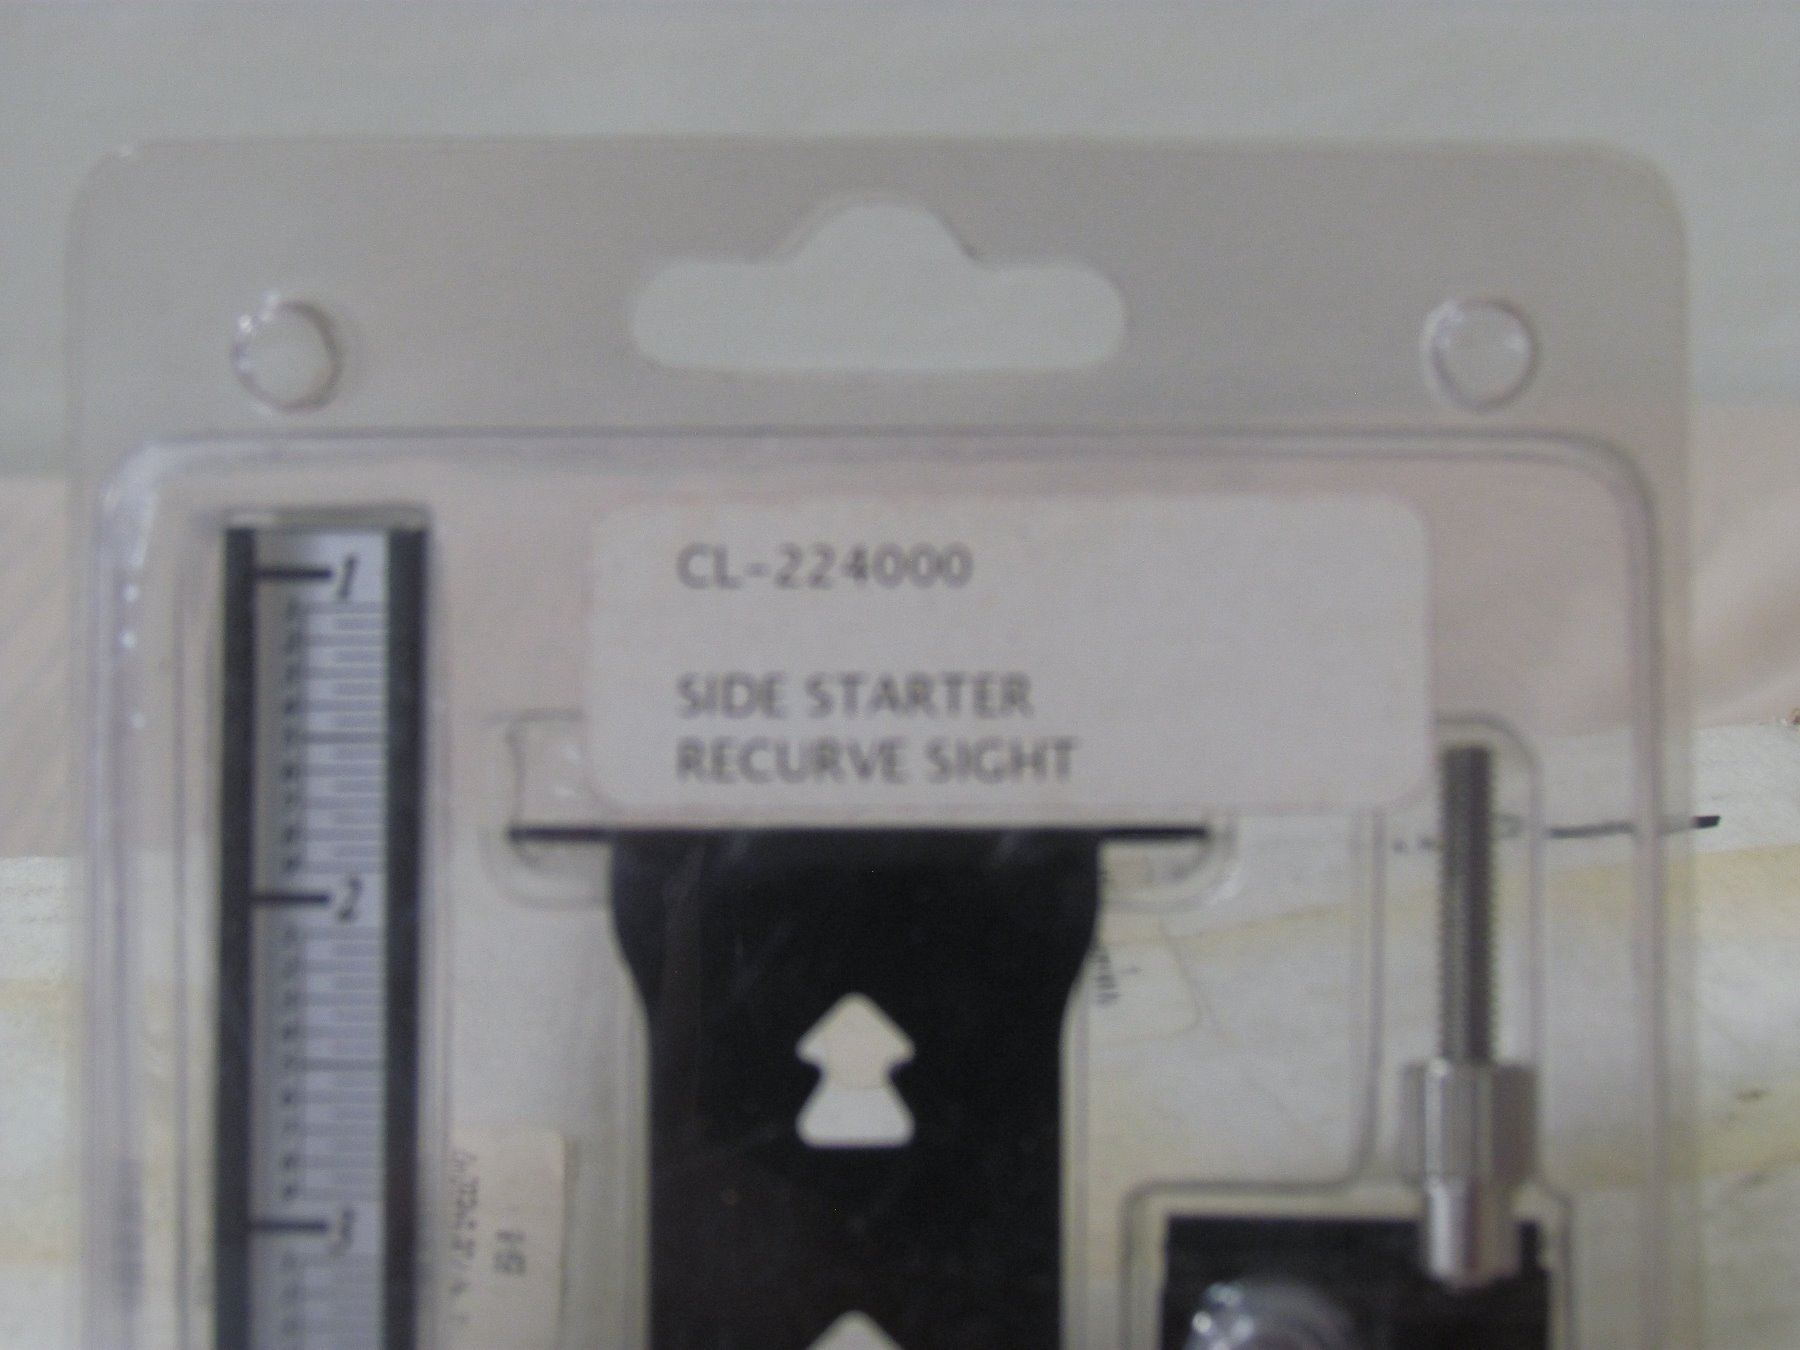 CL-224000
SIDE STARTER
RECURVE SIGHT
1
2
3